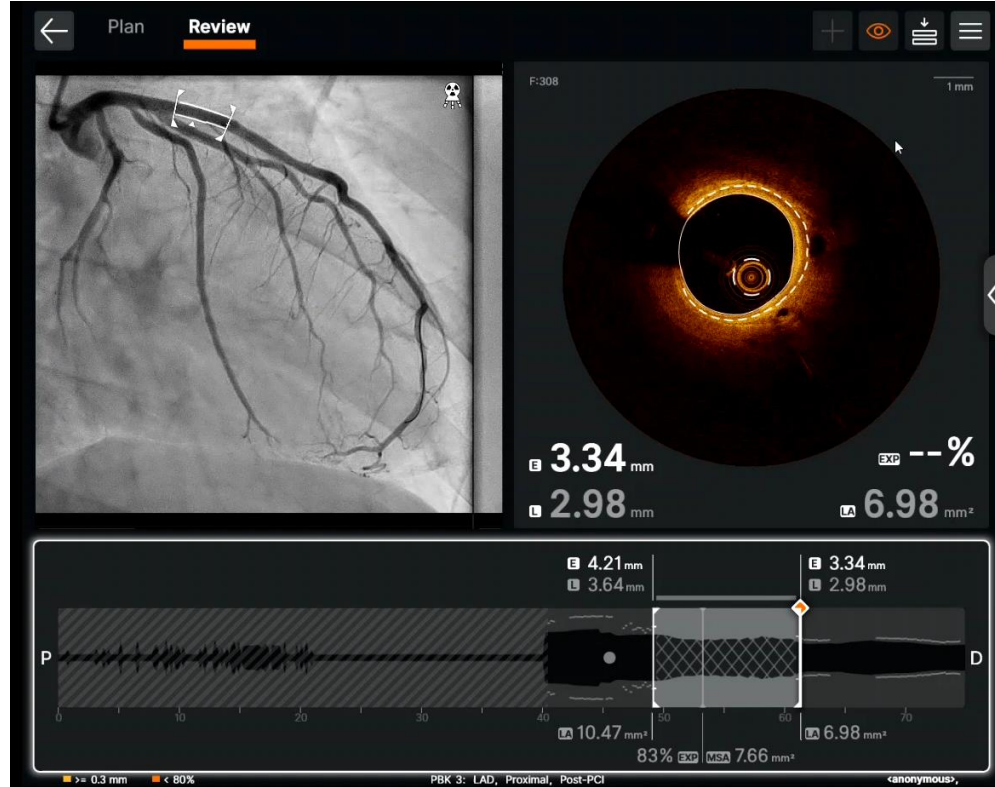 Plan Review
F:308
1 mm
E 3.34 mm
EXP --%
L 2.98 mm
LA 6.98 mm²
E 4.21 mm
E 3.34 mm
L 3.64 mm
L 2.98 mm
P
D
0 10 20 30 40 50 60 70
LA 10.47 mm²
LA 6.98 mm²
83% EXP MSA 7.66 mm²
>= 0.3 mm < 80% PBK 3: LAD, Proximal, Post-PCI <anonymous>,